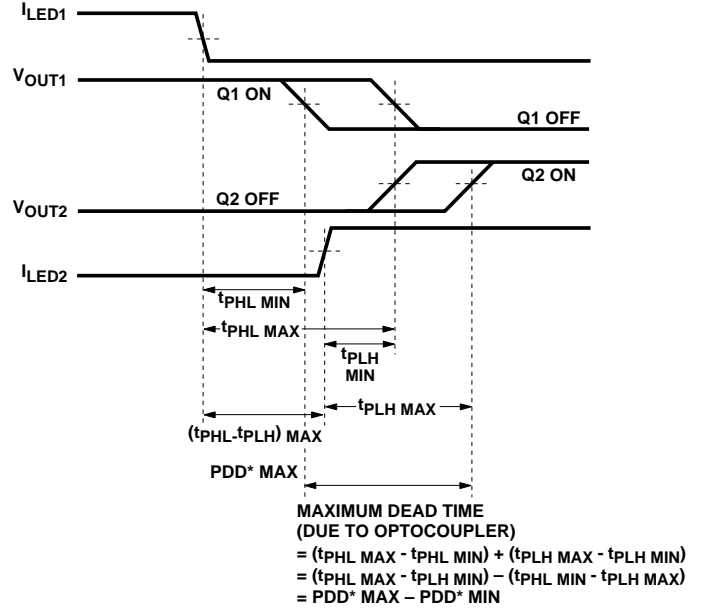 ILED1
VOUT1
Q1 ON
Q1 OFF
Q2 ON
Q2 OFF
VOUT2
ILED2
tPHL MIN
tPHL MAX
tPLH
MIN
tPLH MAX
(tPHL-tPLH) MAX
PDD* MAX
MAXIMUM DEAD TIME
(DUE TO OPTOCOUPLER)
= (tPHL MAX - tPHL MIN) + (tPLH MAX - tPLH MIN)
= (tPHL MAX - tPLH MIN) – (tPHL MIN - tPLH MAX)
= PDD* MAX – PDD* MIN